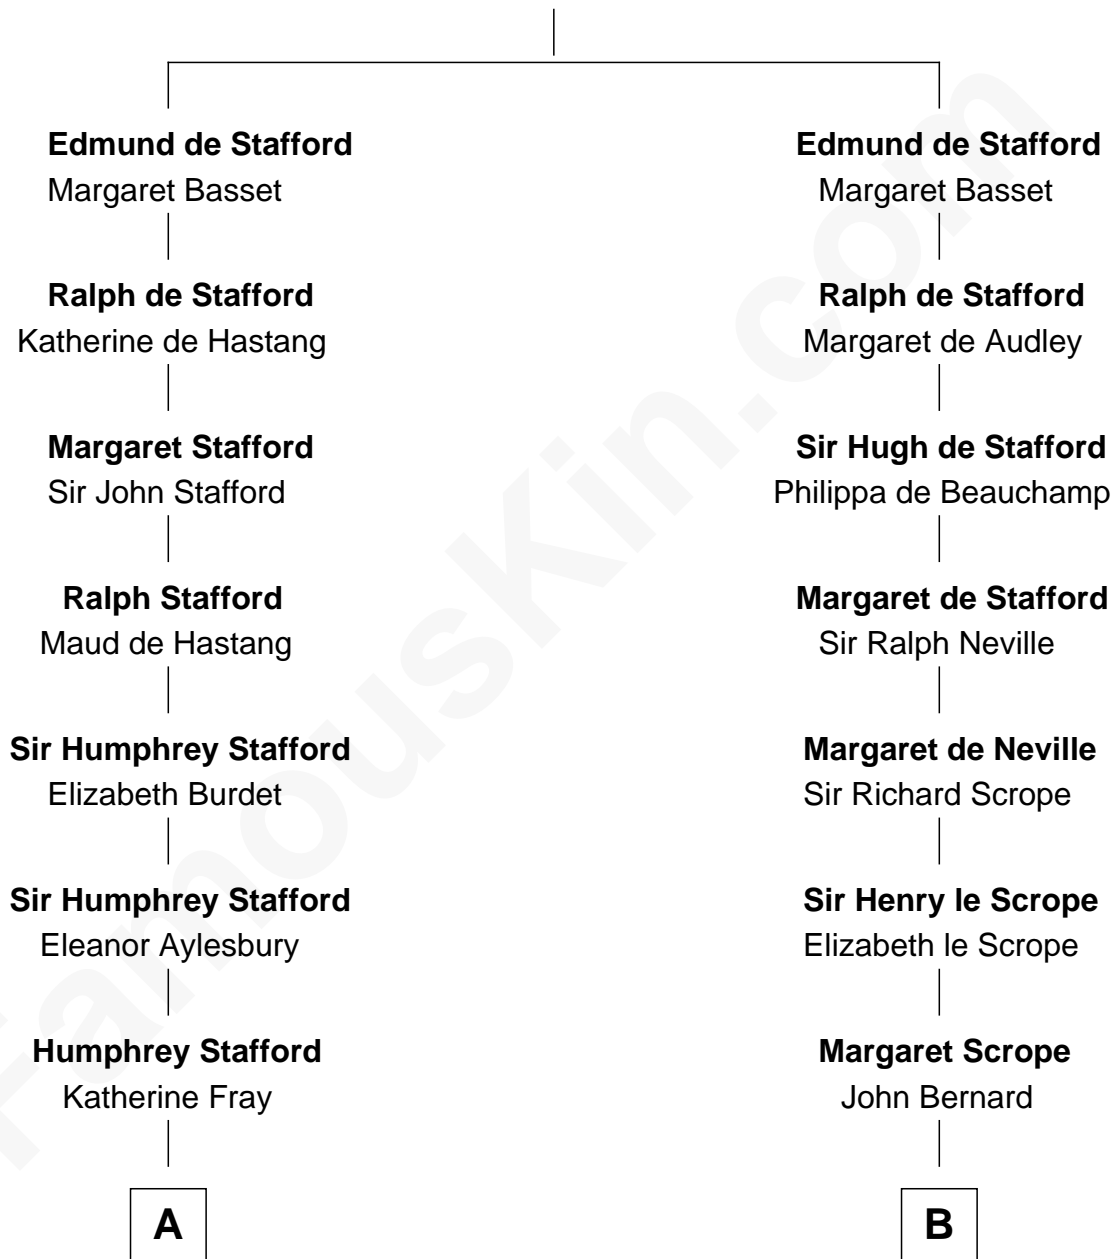 Edmund de Stafford
Margaret Basset
Ralph de Stafford
Katherine de Hastang
Margaret Stafford
Sir John Stafford
Ralph Stafford
Maud de Hastang
Sir Humphrey Stafford
Elizabeth Burdet
Sir Humphrey Stafford
Eleanor Aylesbury
Humphrey Stafford
Katherine Fray
A
Edmund de Stafford
Margaret Basset
Ralph de Stafford
Margaret de Audley
Sir Hugh de Stafford
Philippa de Beauchamp
Margaret de Stafford
Sir Ralph Neville
Margaret de Neville
Sir Richard Scrope
Sir Henry le Scrope
Elizabeth le Scrope
Margaret Scrope
John Bernard
B
FamousKin.com